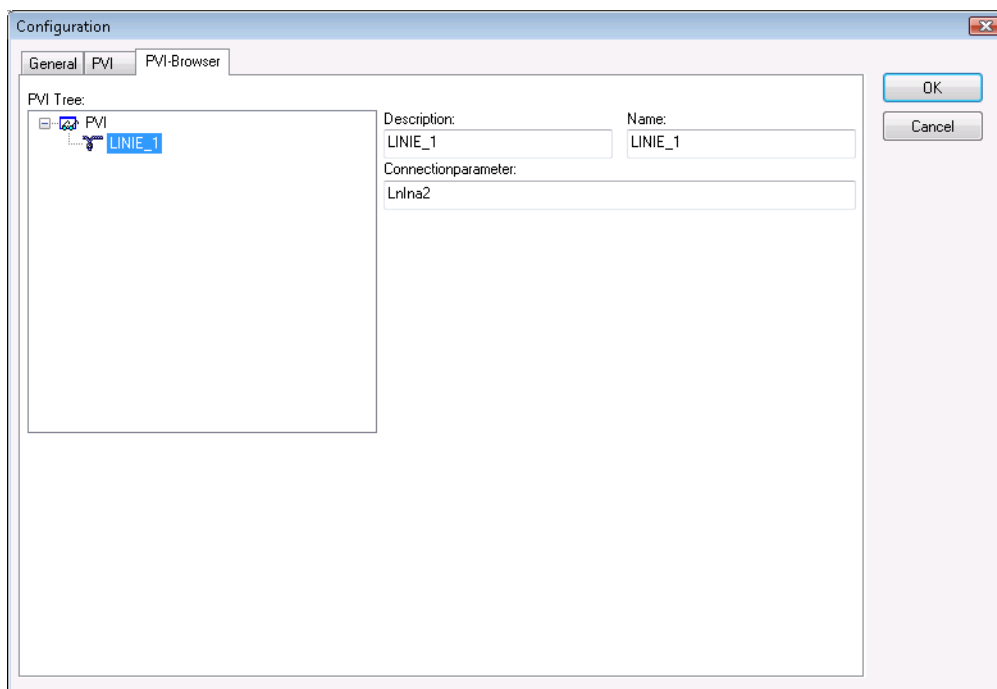 Configuration
General PVI PVI-Browser
PVI Tree:
PVI
LINIE_1
Description: Name:
LINIE_1 LINIE_1
Connectionparameter:
LnIna2
OK
Cancel